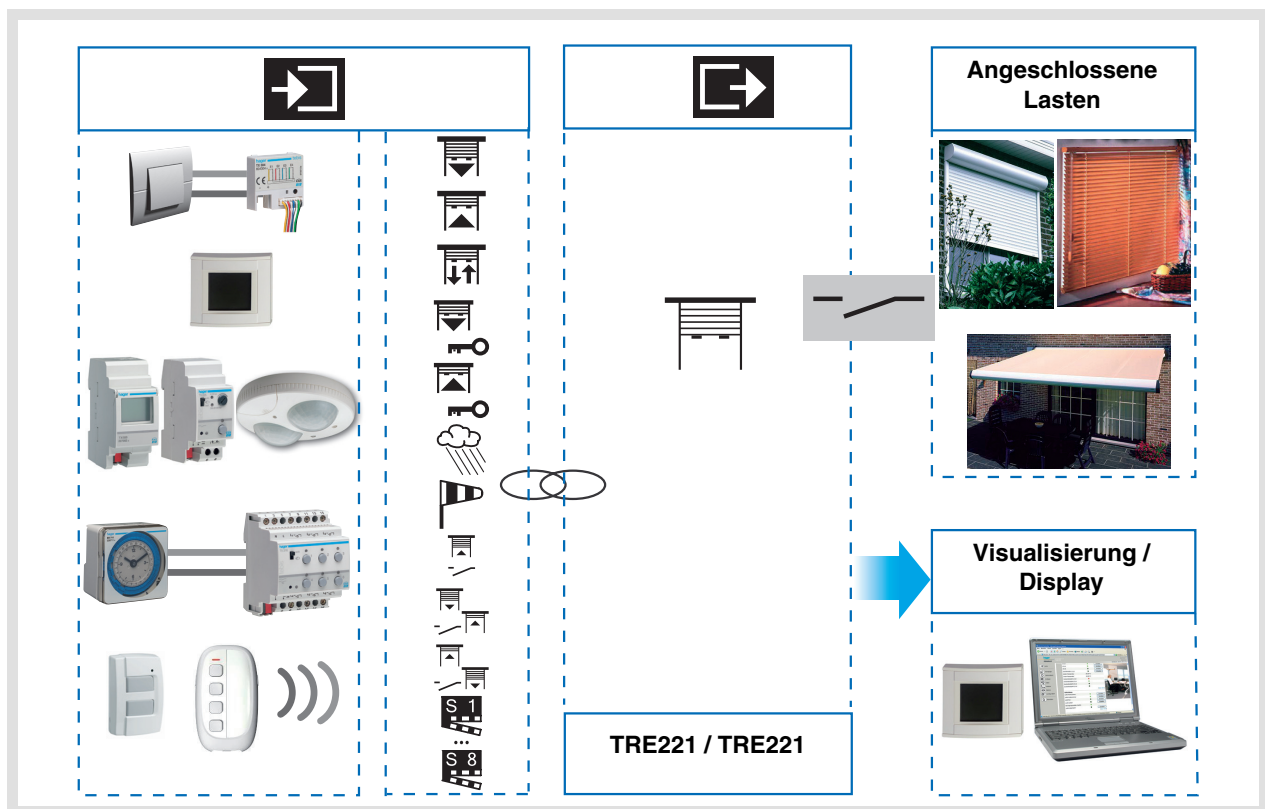 Angeschlossene
Lasten
Visualisierung /
Display
S 1
...
S 8
TRE221 / TRE221